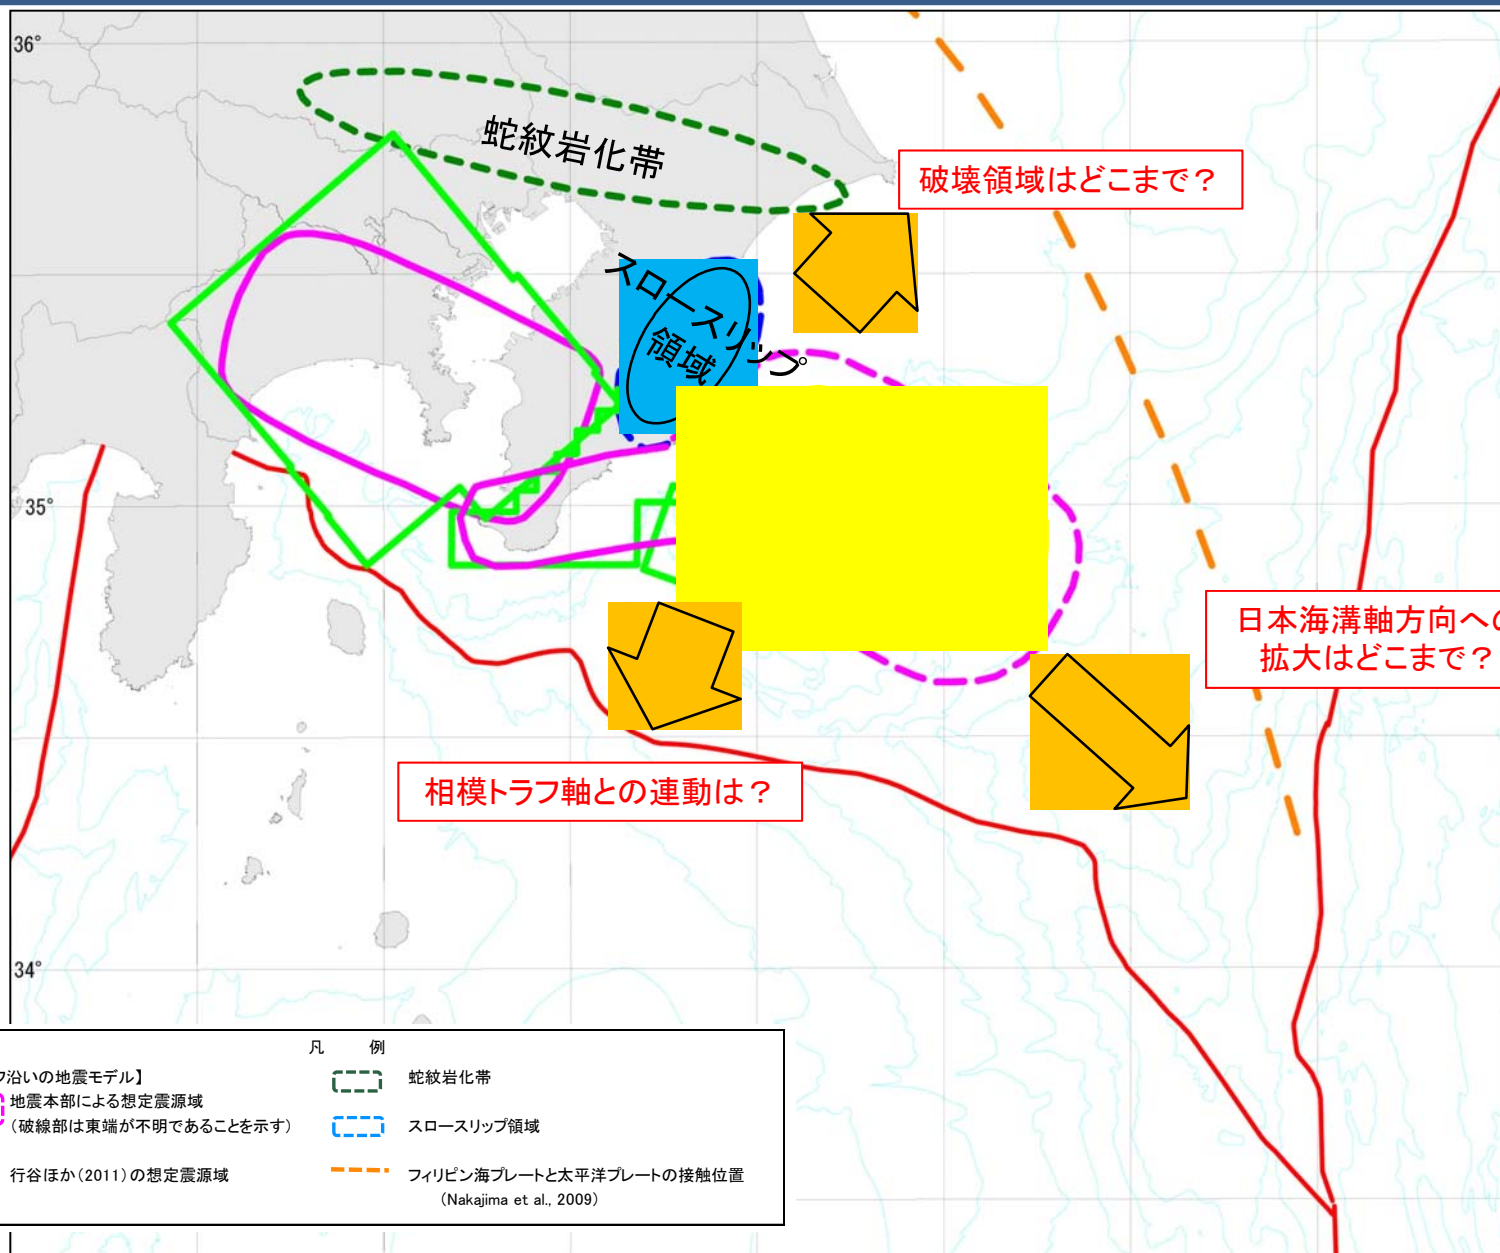 36°
蛇紋岩化帯
破壊領域はどこまで？
スロースリップ
領域
35°
日本海溝軸方向への
拡大はどこまで？
相模トラフ軸との連動は？
34°
凡 例
フ沿いの地震モデル】
地震本部による想定震源域
（破線部は東端が不明であることを示す）
行谷ほか（2011）の想定震源域
蛇紋岩化帯
スロースリップ領域
フィリピン海プレートと太平洋プレートの接触位置
（Nakajima et al., 2009）